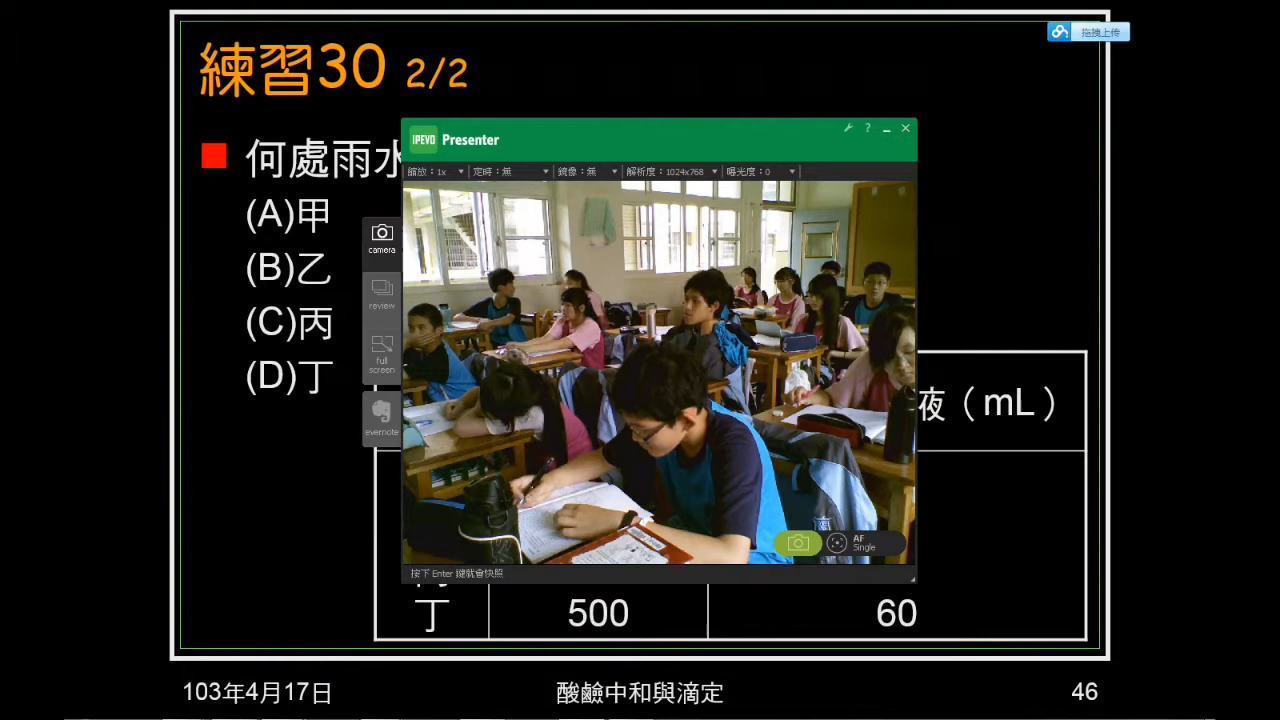 練習30 2/2
拖拽上传
何處雨水
(A)甲
(B)乙
(C)丙
(D)丁
IPEVO Presenter
縮放：1x 定時：無 鏡像：無 解析度：1024x768 曝光度：0
camera
review
full
screen
evernote
液（mL）
AF
Single
按下 Enter 鍵就會快照
丁 500 60
103年4月17日 酸鹼中和與滴定 46